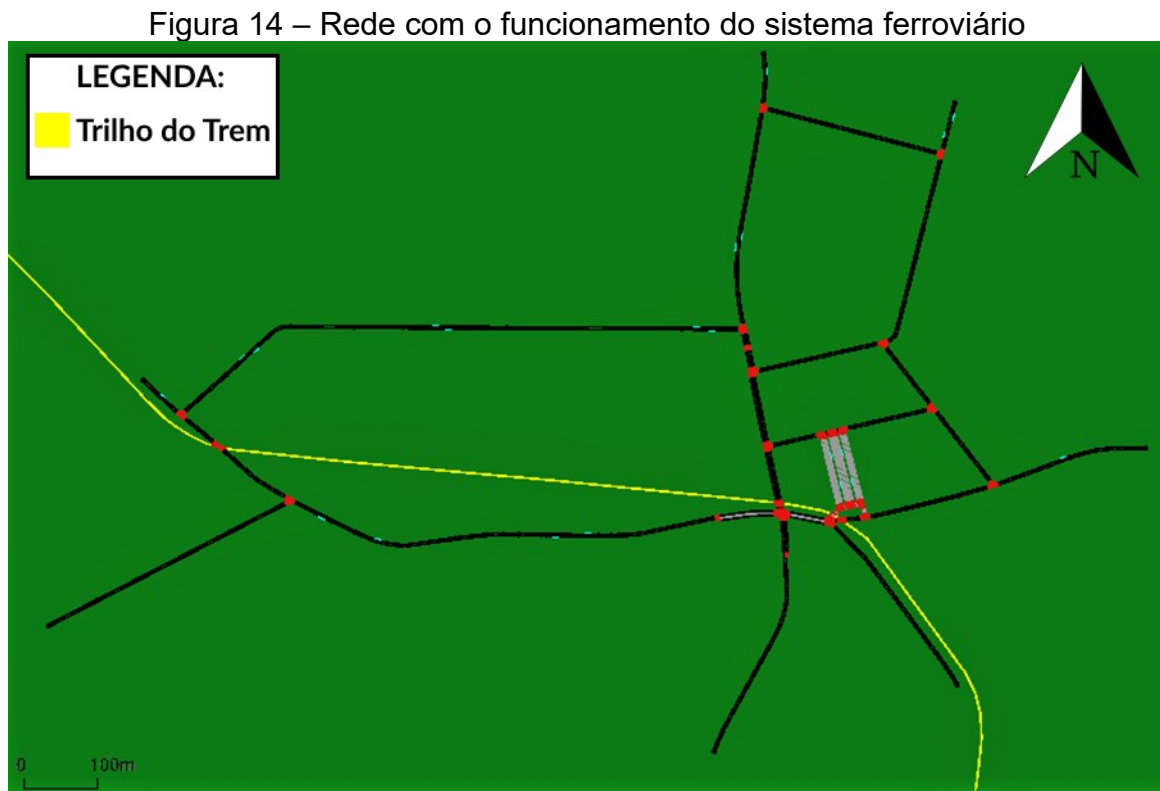 Figura 14 – Rede com o funcionamento do sistema ferroviário
LEGENDA:
Trilho do Trem
N
0 100m